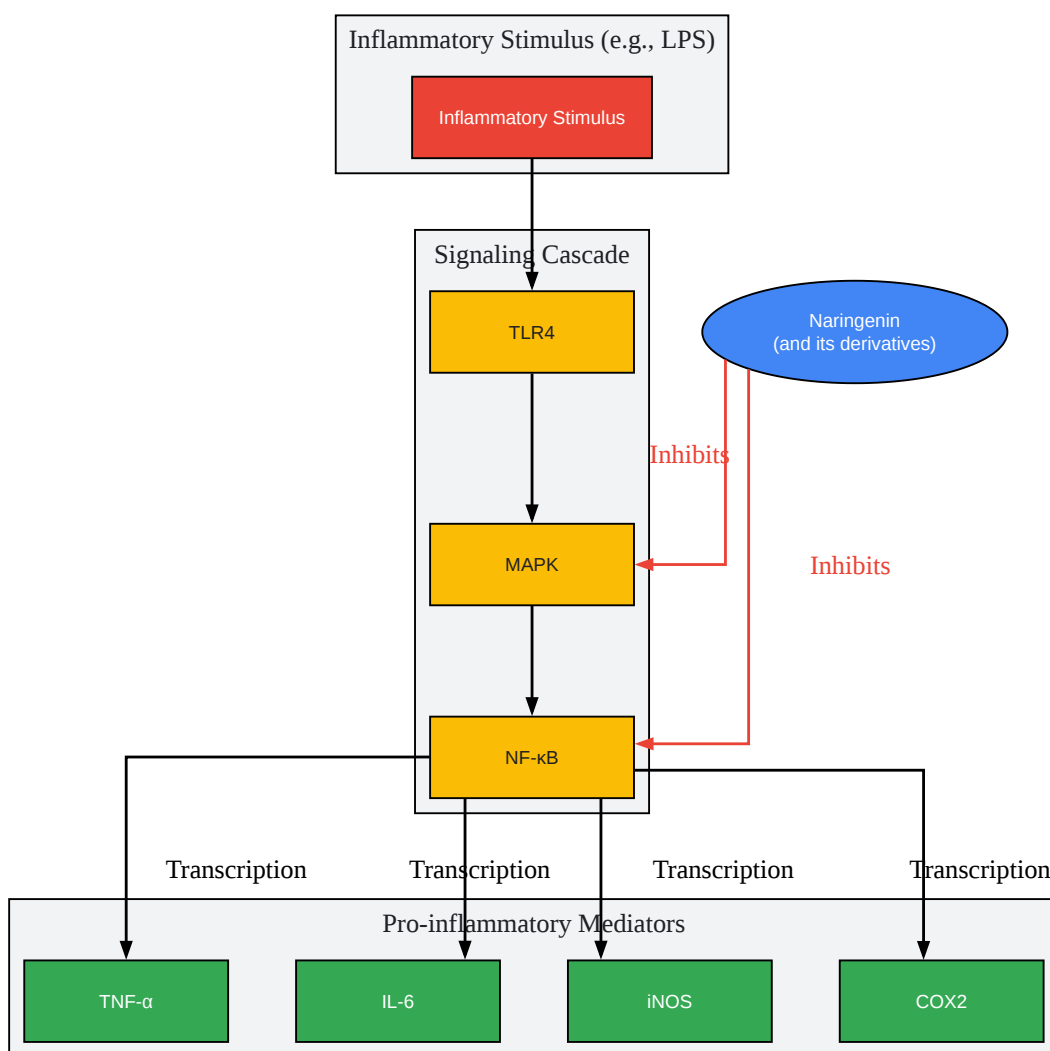 Inflammatory Stimulus (e.g., LPS)
Inflammatory Stimulus
Signaling Cascade
TLR4
Naringenin
(and its derivatives)
Inhibits
MAPK
Inhibits
NF-κB
Transcription
Transcription
Transcription
Transcription
Pro-inflammatory Mediators
TNF-α
IL-6
iNOS
COX2